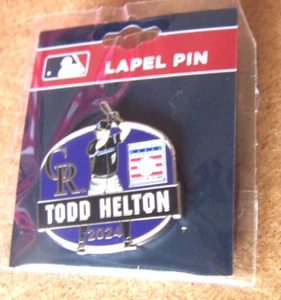 LAPEL PIN
CR
TODD HELTON
2024